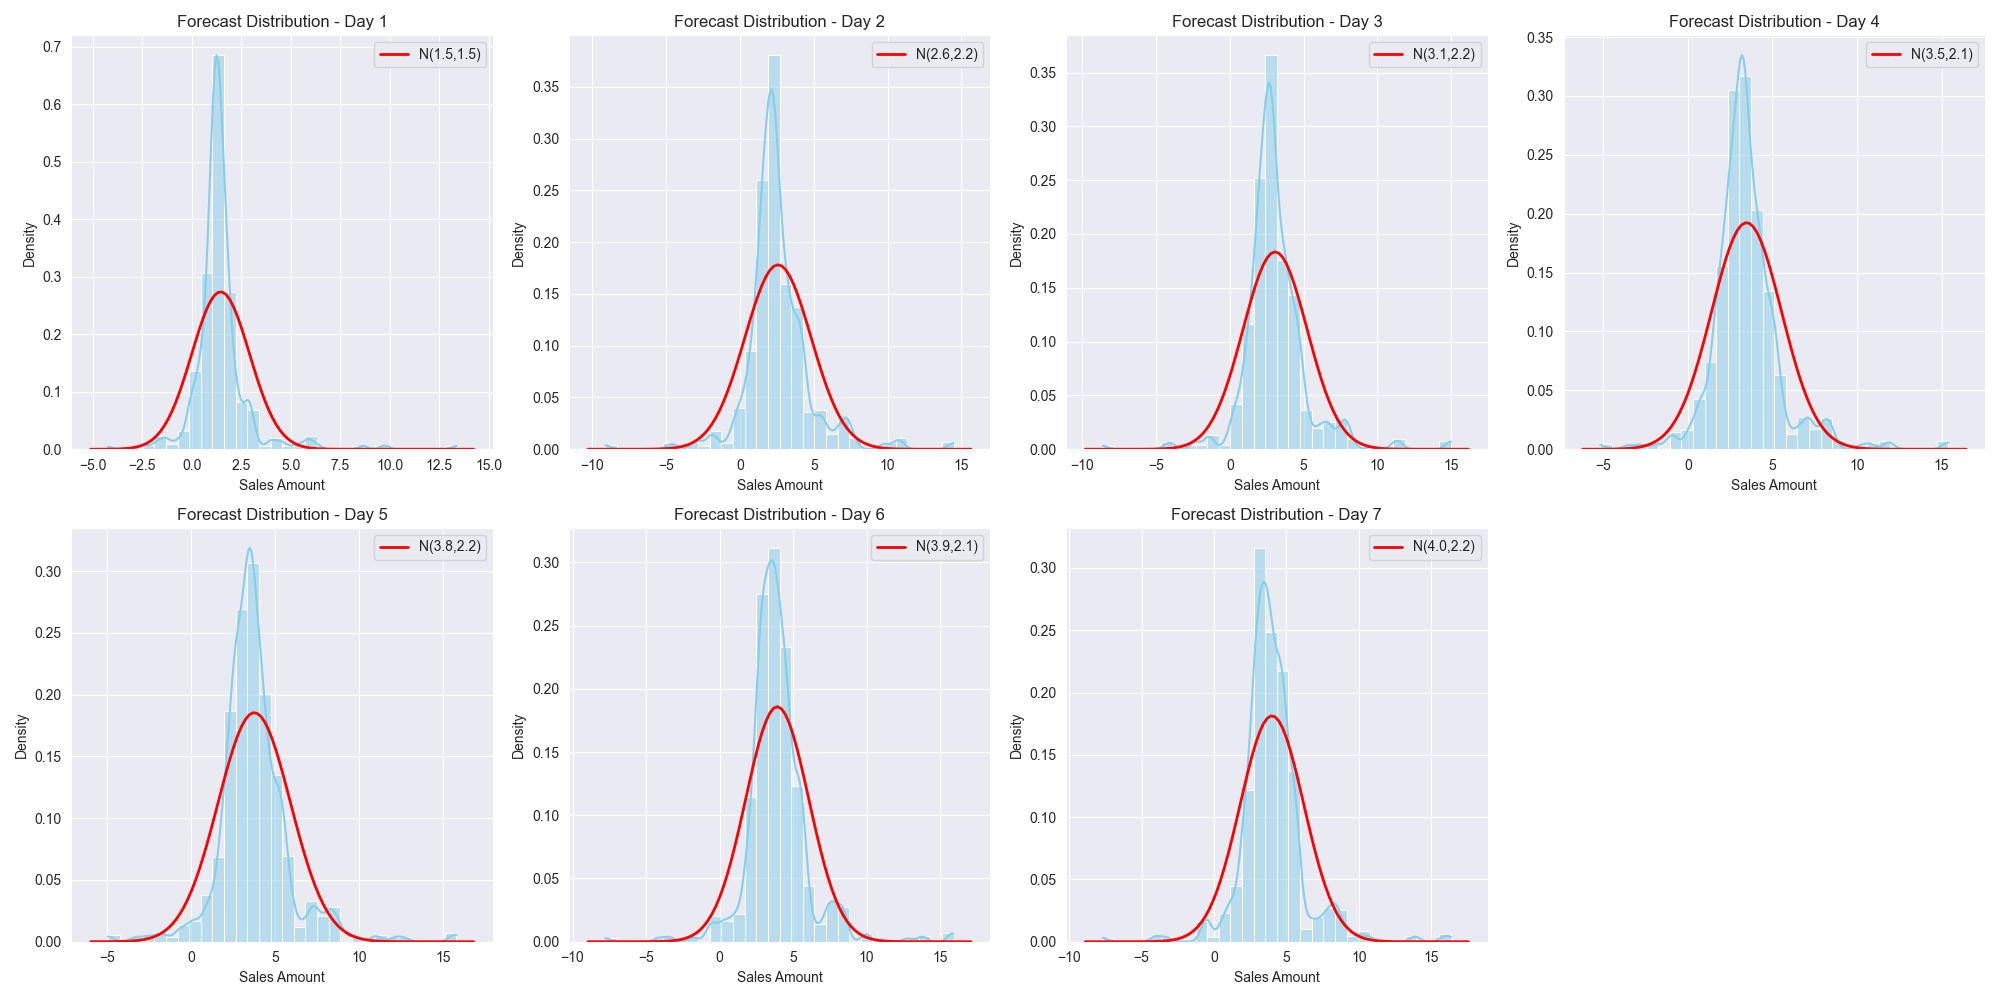 Forecast Distribution - Day 1
N(1.5,1.5)
0.7
0.6
0.5
0.4
0.3
0.2
0.1
0.0
Density
−5.0 −2.5 0.0 2.5 5.0 7.5 10.0 12.5 15.0
Sales Amount
Forecast Distribution - Day 2
N(2.6,2.2)
0.35
0.30
0.25
0.20
0.15
0.10
0.05
0.00
Density
−10 −5 0 5 10 15
Sales Amount
Forecast Distribution - Day 3
N(3.1,2.2)
0.35
0.30
0.25
0.20
0.15
0.10
0.05
0.00
Density
−10 −5 0 5 10 15
Sales Amount
Forecast Distribution - Day 4
N(3.5,2.1)
0.35
0.30
0.25
0.20
0.15
0.10
0.05
0.00
Density
−5 0 5 10 15
Sales Amount
Forecast Distribution - Day 5
N(3.8,2.2)
0.30
0.25
0.20
0.15
0.10
0.05
0.00
Density
−5 0 5 10 15
Sales Amount
Forecast Distribution - Day 6
N(3.9,2.1)
0.30
0.25
0.20
0.15
0.10
0.05
0.00
Density
−10 −5 0 5 10 15
Sales Amount
Forecast Distribution - Day 7
N(4.0,2.2)
0.30
0.25
0.20
0.15
0.10
0.05
0.00
Density
−10 −5 0 5 10 15
Sales Amount